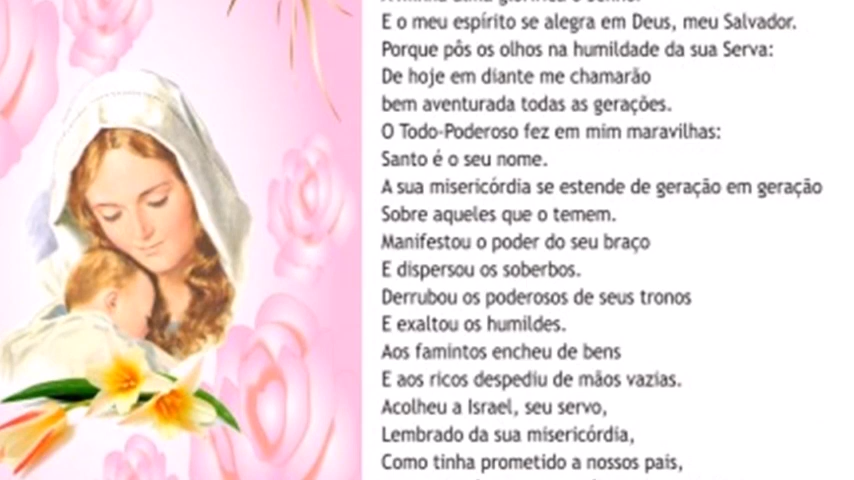 E o meu espírito se alegra em Deus, meu Salvador.
Porque pôs os olhos na humildade da sua Serva:
De hoje em diante me chamarão
bem aventurada todas as gerações.
O Todo-Poderoso fez em mim maravilhas:
Santo é o seu nome.
A sua misericórdia se estende de geração em geração
Sobre aqueles que o temem.
Manifestou o poder do seu braço
E dispersou os soberbos.
Derrubou os poderosos de seus tronos
E exaltou os humildes.
Aos famintos encheu de bens
E aos ricos despediu de mãos vazias.
Acolheu a Israel, seu servo,
Lembrado da sua misericórdia,
Como tinha prometido a nossos pais,